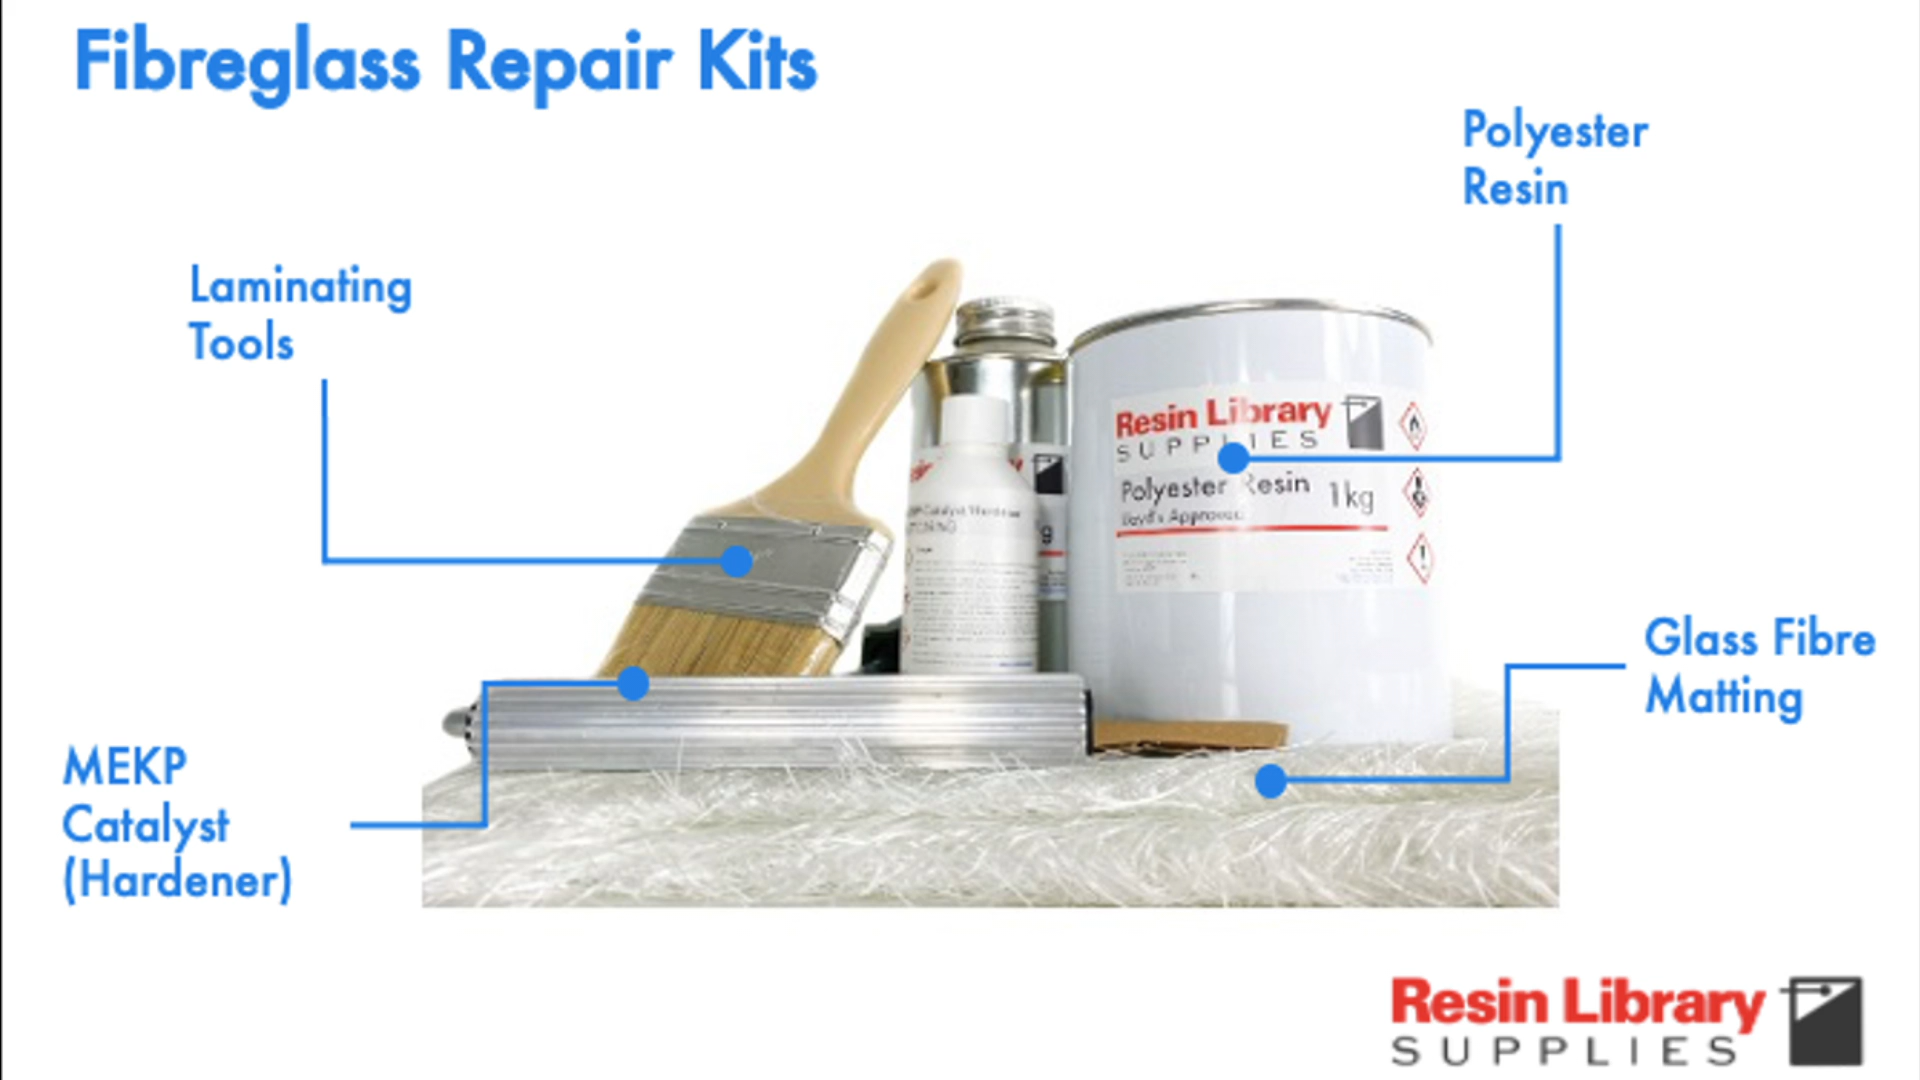 Fibreglass Repair Kits
Polyester
Resin
Laminating
Tools
Resin Library
SUPPLIES
Polyester Resin 1kg
Glass Fibre
Matting
MEKP
Catalyst
(Hardener)
Resin Library
SUPPLIES